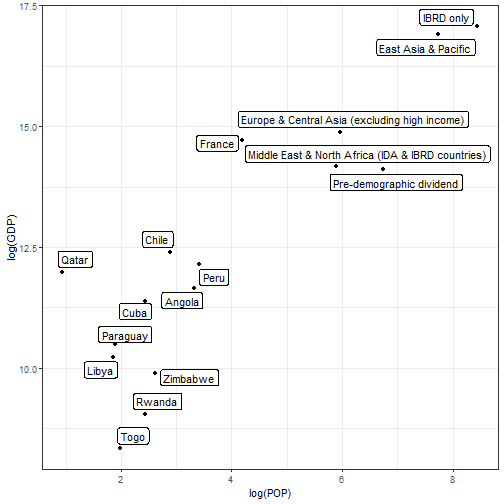 17.5
IBRD only
East Asia & Pacific
15.0
Europe & Central Asia (excluding high income)
France
Middle East & North Africa (IDA & IBRD countries)
Pre-demographic dividend
log(GDP)
12.5
Chile
Qatar
Peru
Angola
Cuba
Paraguay
10.0
Libya
Zimbabwe
Rwanda
Togo
2
4
6
8
log(POP)